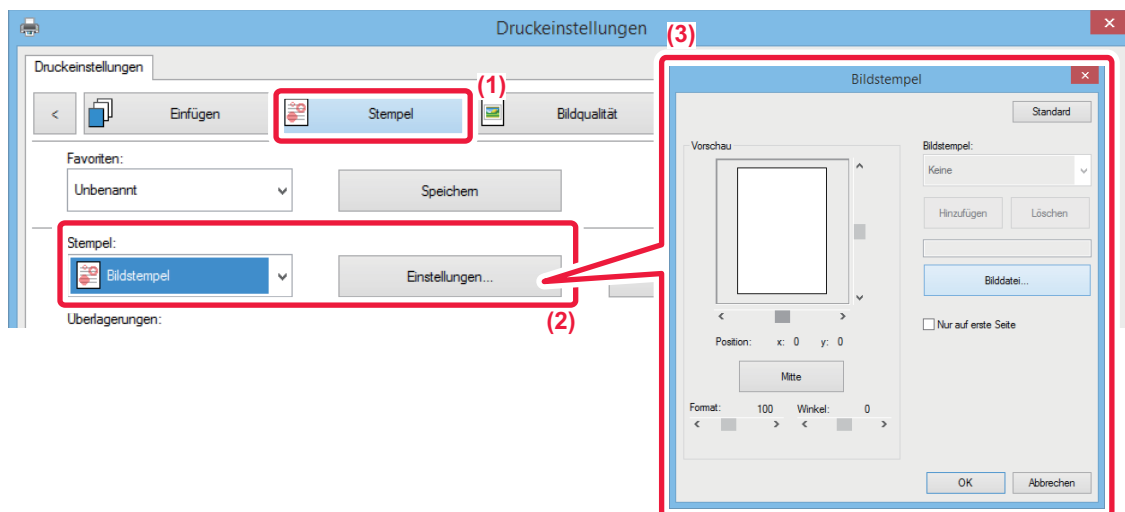 Druckeinstellungen
(3)
Druckeinstellungen
(1)
< Einfügen Stempel Bildqualität
Favoriten:
Unbenannt Speichern
Stempel:
Bildstempel Einstellungen...
(2)
Uberlagerungen:
Bildstempel
Standard
Vorschau
Bildstempel:
Keine
Hinzufügen Löschen
Bilddatei...
Nur auf erste Seite
Position: x: 0 y: 0
Mitte
Format: 100 Winkel: 0
OK Abbrechen